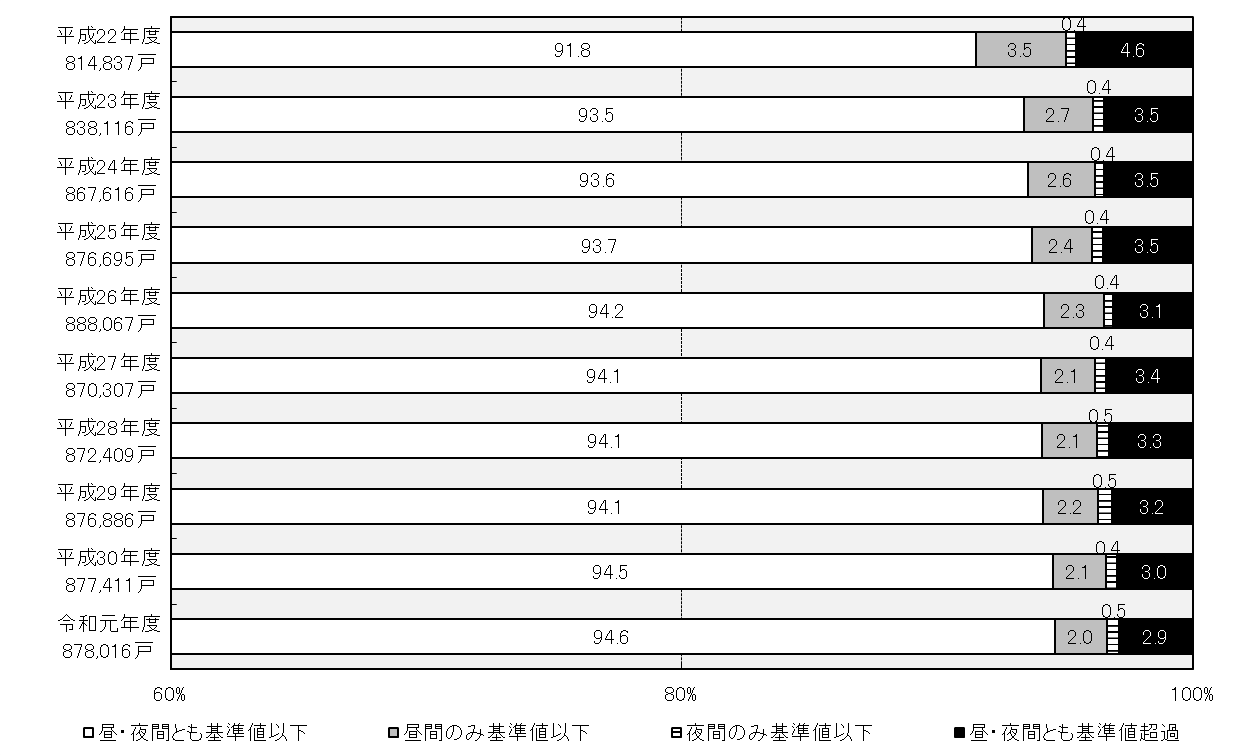 0.4
平成22年度
814,837戸
91.8
3.5
4.6
0.4
平成23年度
838,116戸
93.5
2.7
3.5
0.4
平成24年度
867,616戸
93.6
2.6
3.5
0.4
平成25年度
876,695戸
93.7
2.4
3.5
0.4
平成26年度
888,067戸
94.2
2.3
3.1
0.4
平成27年度
870,307戸
94.1
2.1
3.4
0.5
平成28年度
872,409戸
94.1
2.1
3.3
0.5
平成29年度
876,886戸
94.1
2.2
3.2
0.4
平成30年度
877,411戸
94.5
2.1
3.0
0.5
令和元年度
878,016戸
94.6
2.0
2.9
60% 80% 100%
昼・夜間とも基準値以下 昼間のみ基準値以下 夜間のみ基準値以下 昼・夜間とも基準値超過